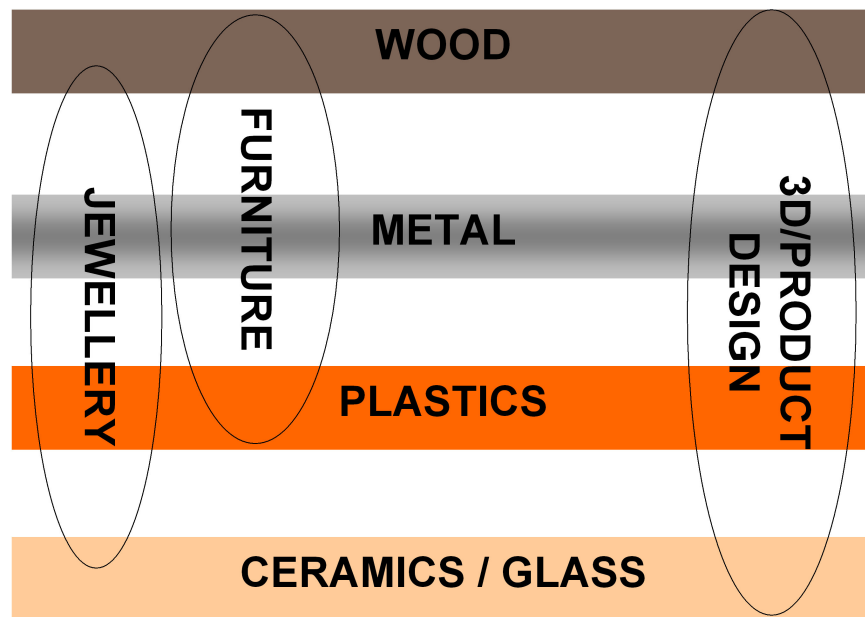 WOOD
METAL
PLASTICS
CERAMICS / GLASS
JEWELLERY
FURNITURE
3D/PRODUCT
DESIGN